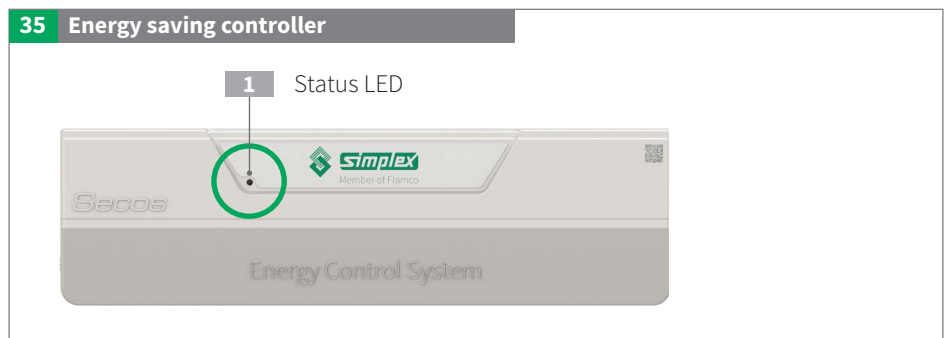 35 Energy saving controller
1 Status LED
simplex
Member of Flamco
Secos
Energy Control System